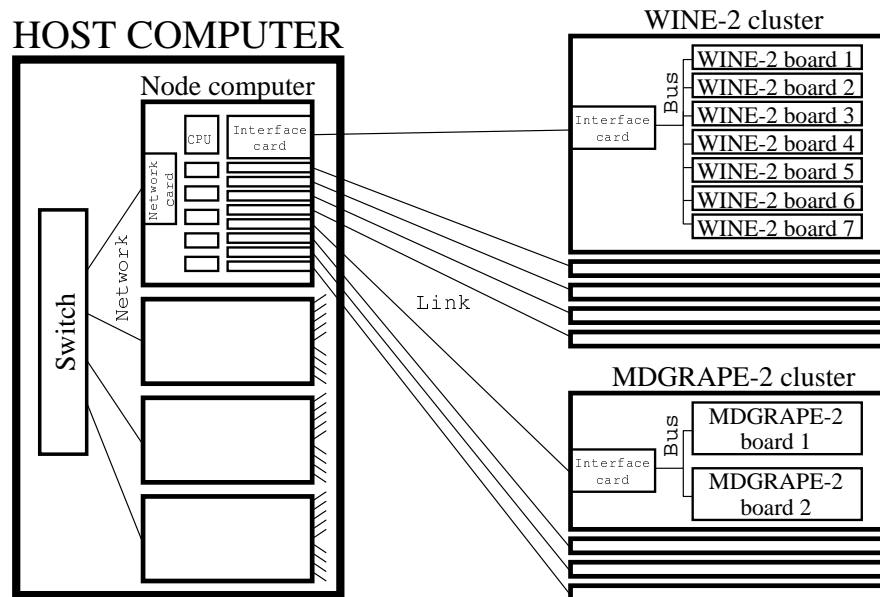 HOST COMPUTER
Node computer
CPU
Interface
card
Network
card
Network
Switch
Link
WINE-2 cluster
Interface
card
Bus
WINE-2 board 1
WINE-2 board 2
WINE-2 board 3
WINE-2 board 4
WINE-2 board 5
WINE-2 board 6
WINE-2 board 7
MDGRAPE-2 cluster
Interface
card
Bus
MDGRAPE-2
board 1
MDGRAPE-2
board 2